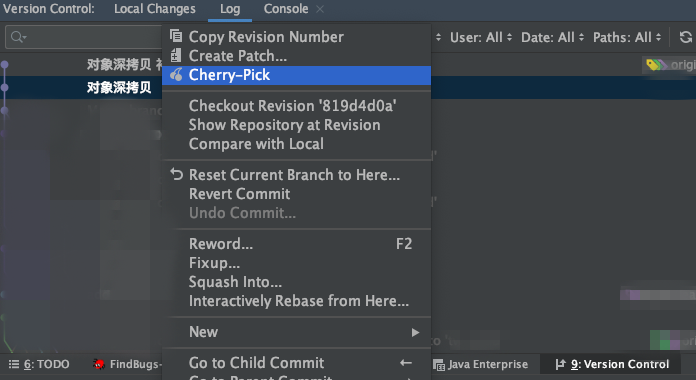 Version Control: Local Changes Log Console
User: All Date: All Paths: All
Copy Revision Number
Create Patch...
对象深拷贝 origi
Cherry-Pick
对象深拷贝
Checkout Revision '819d4d0a'
Show Repository at Revision
Compare with Local
Reset Current Branch to Here...
Revert Commit
Undo Commit...
Reword... F2
Fixup...
Squash Into...
Interactively Rebase from Here...
New
to '
Go to Child Commit ←
6: TODO FindBugs- Java Enterprise 9: Version Control